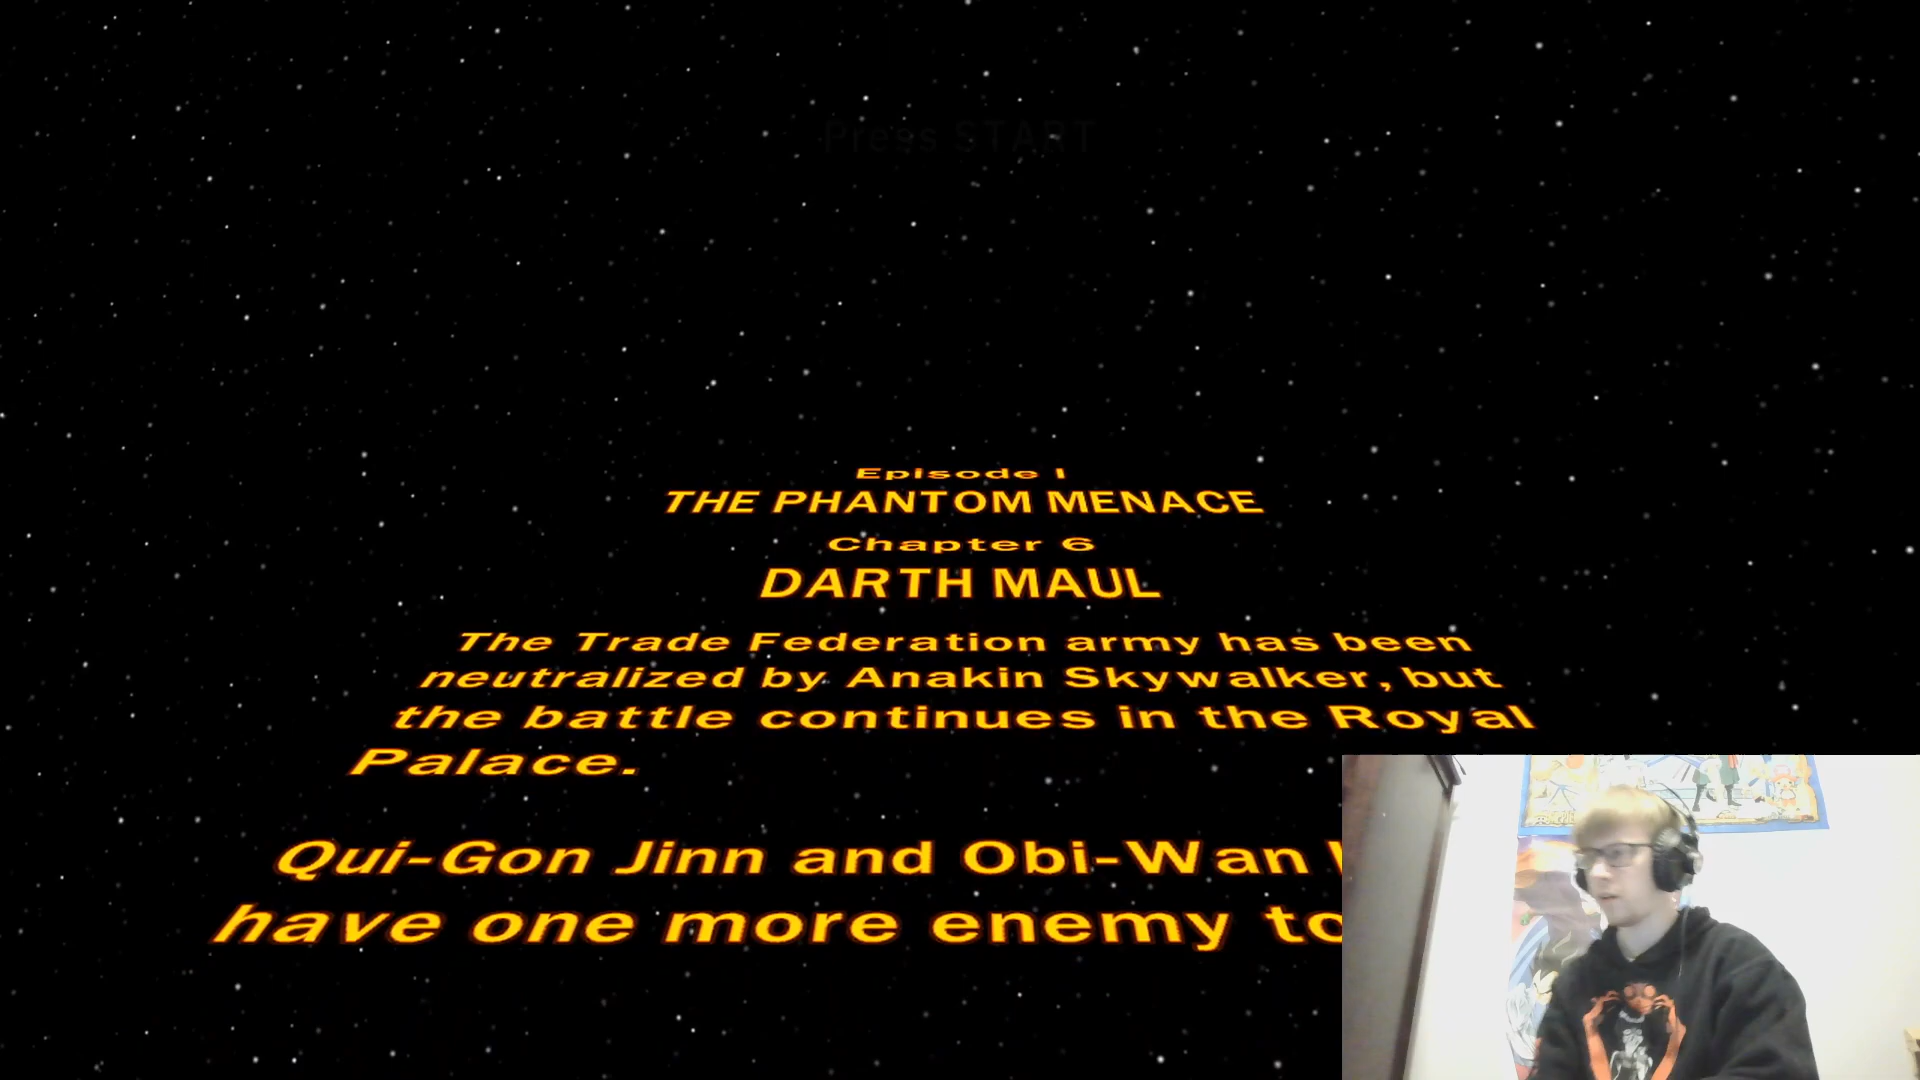 Press START
Episode I
THE PHANTOM MENACE
Chapter 6
DARTH MAUL
The Trade Federation army has been
neutralized by Anakin Skywalker, but
the battle continues in the Royal
Palace.
Qui-Gon Jinn and Obi-Wan
have one more enemy to